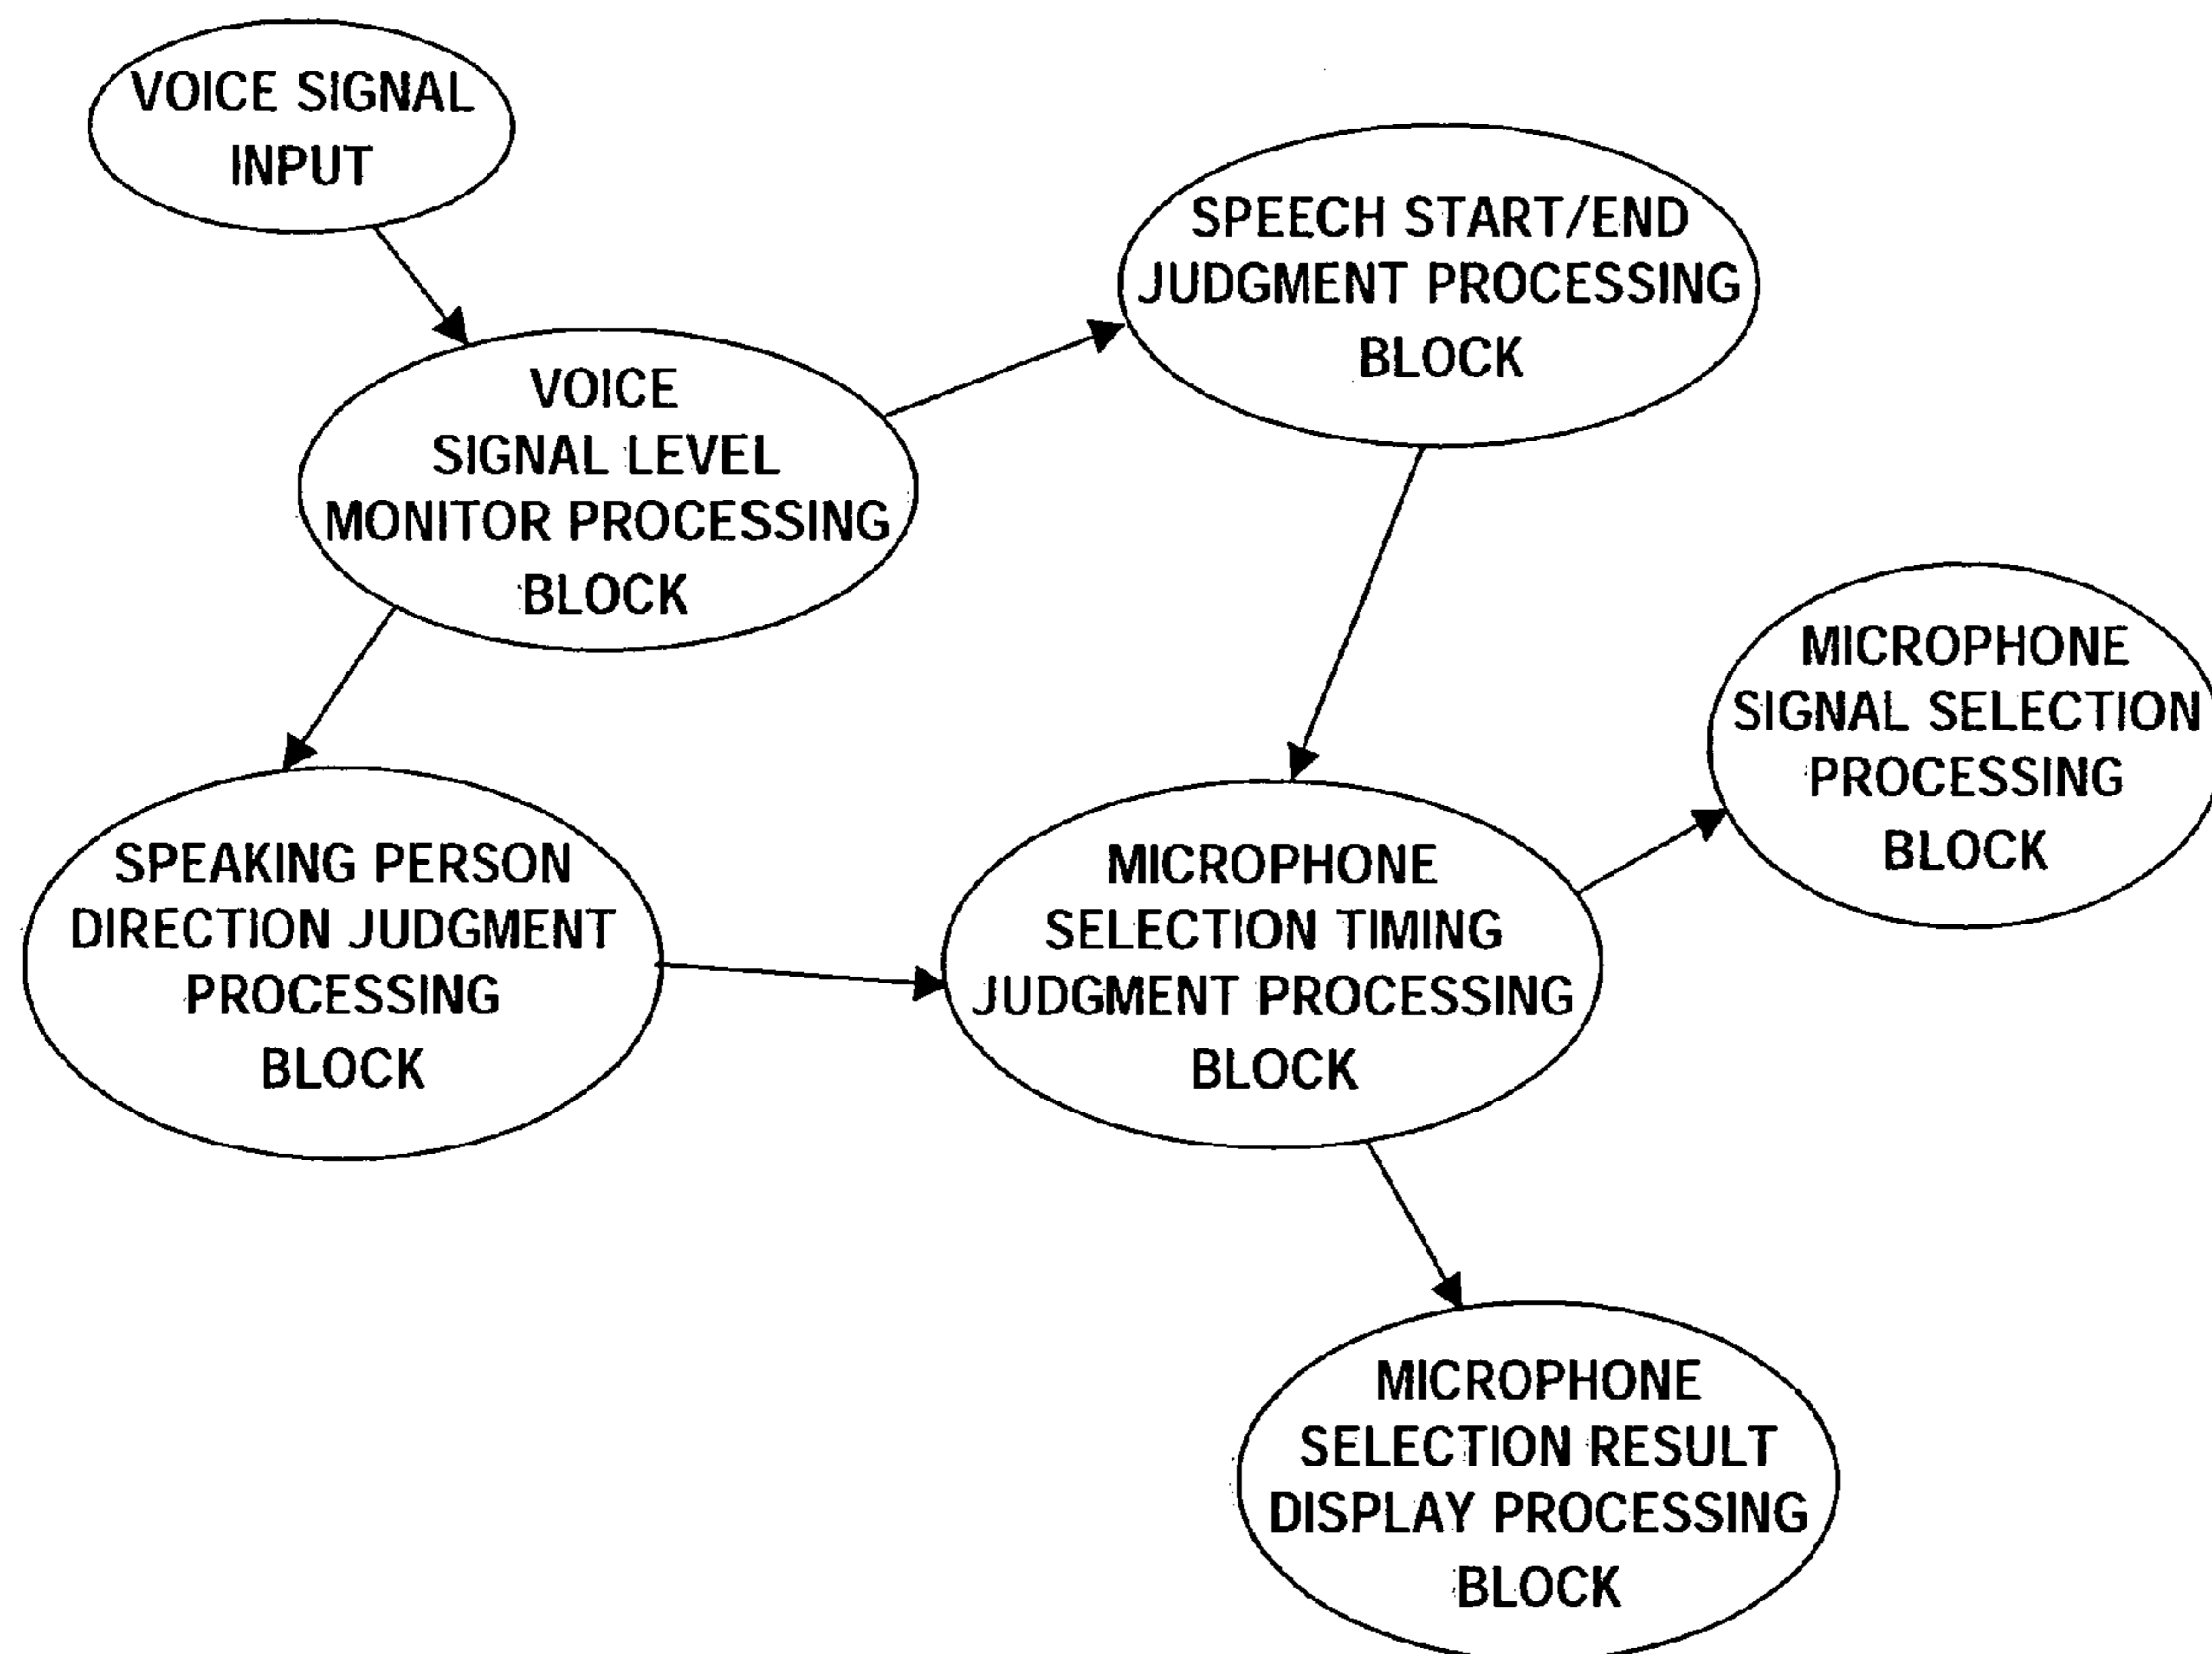 VOICE SIGNAL
INPUT
SPEECH START/END
JUDGMENT PROCESSING
BLOCK
VOICE
SIGNAL LEVEL
MONITOR PROCESSING
BLOCK
MICROPHONE
SIGNAL SELECTION
PROCESSING
BLOCK
SPEAKING PERSON
DIRECTION JUDGMENT
PROCESSING
BLOCK
MICROPHONE
SELECTION TIMING
JUDGMENT PROCESSING
BLOCK
MICROPHONE
SELECTION RESULT
DISPLAY PROCESSING
BLOCK